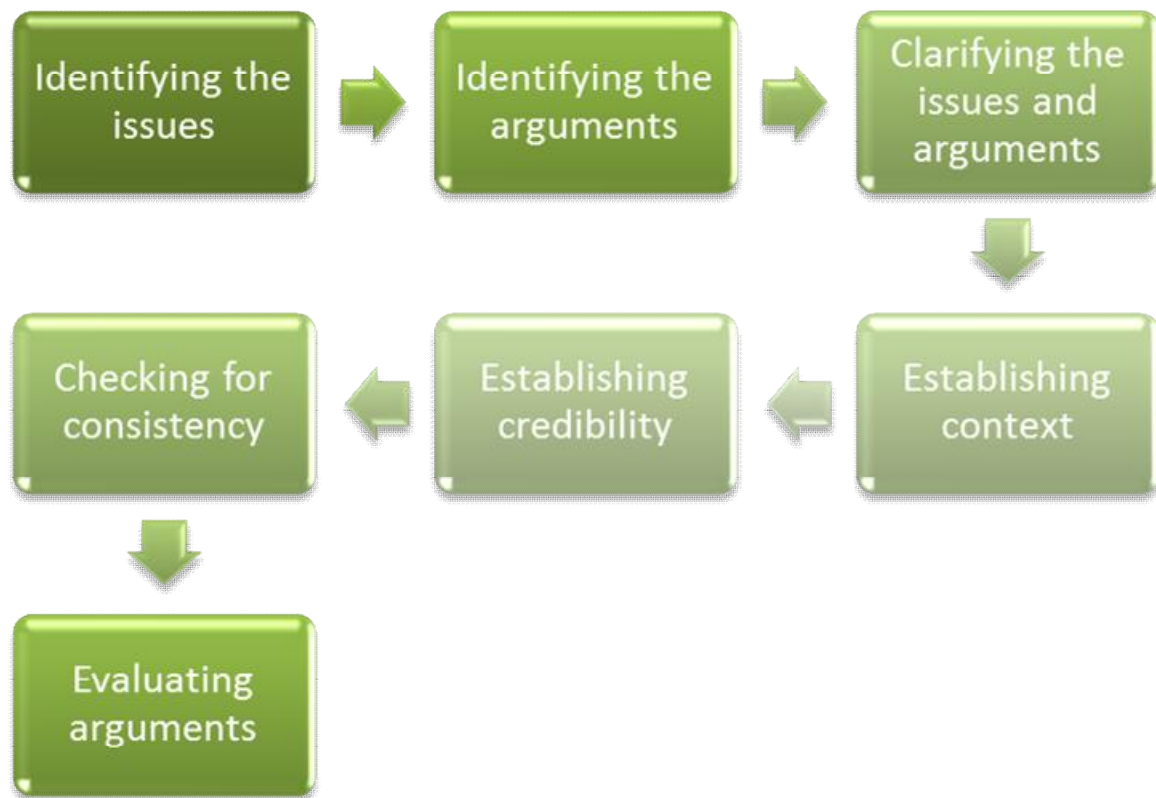 Identifying the
issues
Identifying the
arguments
Clarifying the
issues and
arguments
Establishing
context
Establishing
credibility
Checking for
consistency
Evaluating
arguments